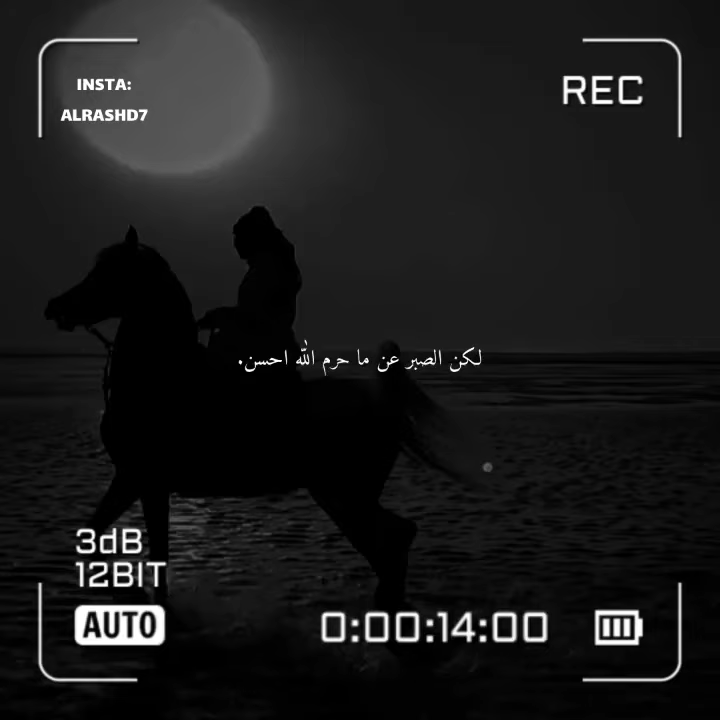 INSTA:
ALRASHD7
REC
لكن الصبر عن ما حرم الله احسن.
3dB
12BIT
AUTO
0:00:14:00